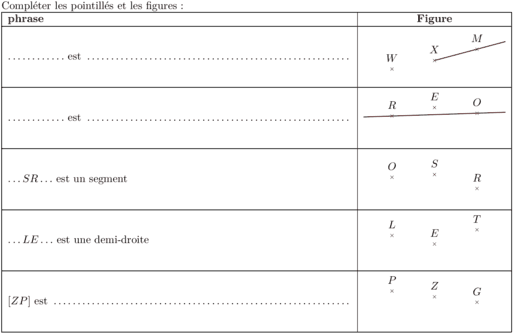 Compléter les pointillés et les figures :
phrase Figure
........... est ................................................... W X M
........... est ................................................... R E O
...SR... est un segment O S R
...LE... est une demi-droite L E T
[ZP] est .......................................................... P Z G